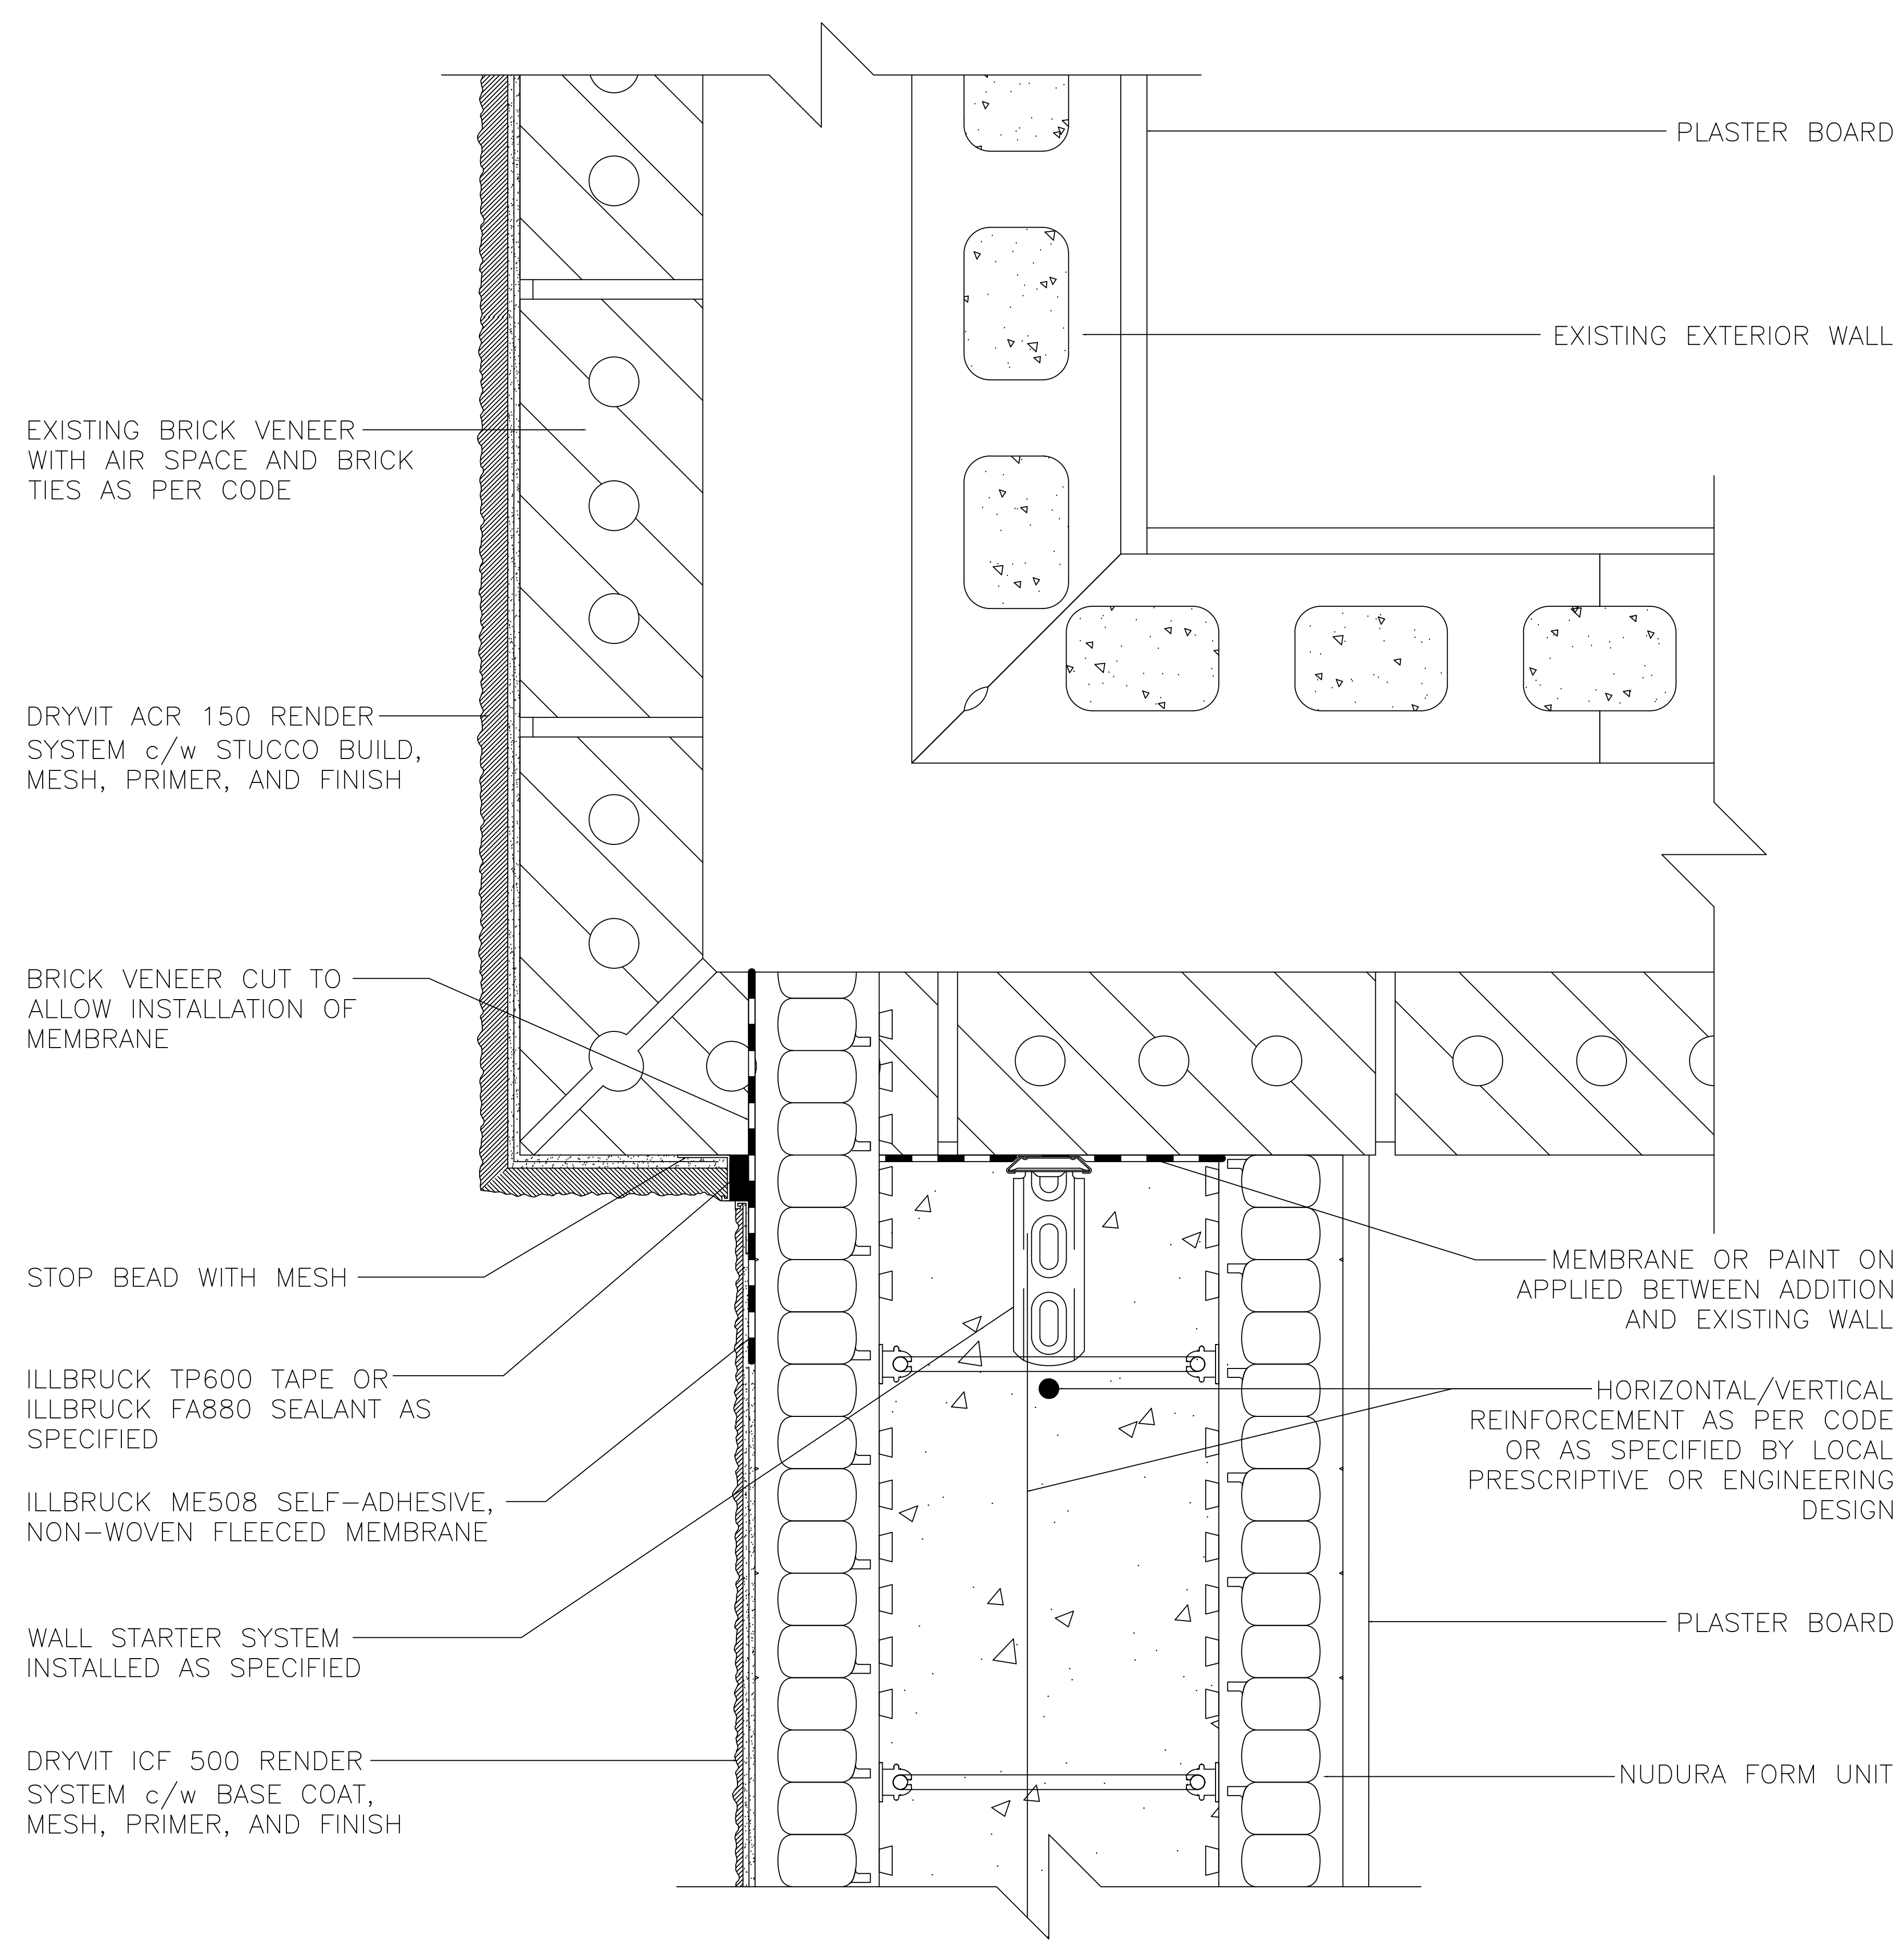 PLASTER BOARD
EXISTING EXTERIOR WALL
EXISTING BRICK VENEER
WITH AIR SPACE AND BRICK
TIES AS PER CODE
DRYVIT ACR 150 RENDER
SYSTEM c/w STUCCO BUILD,
MESH, PRIMER, AND FINISH
BRICK VENEER CUT TO
ALLOW INSTALLATION OF
MEMBRANE
STOP BEAD WITH MESH
ILLBRUCK TP600 TAPE OR
ILLBRUCK FA880 SEALANT AS
SPECIFIED
ILLBRUCK ME508 SELF-ADHESIVE,
NON-WOVEN FLEECED MEMBRANE
WALL STARTER SYSTEM
INSTALLED AS SPECIFIED
DRYVIT ICF 500 RENDER
SYSTEM c/w BASE COAT,
MESH, PRIMER, AND FINISH
MEMBRANE OR PAINT ON
APPLIED BETWEEN ADDITION
AND EXISTING WALL
HORIZONTAL/VERTICAL
REINFORCEMENT AS PER CODE
OR AS SPECIFIED BY LOCAL
PRESCRIPTIVE OR ENGINEERING
DESIGN
PLASTER BOARD
NUDURA FORM UNIT